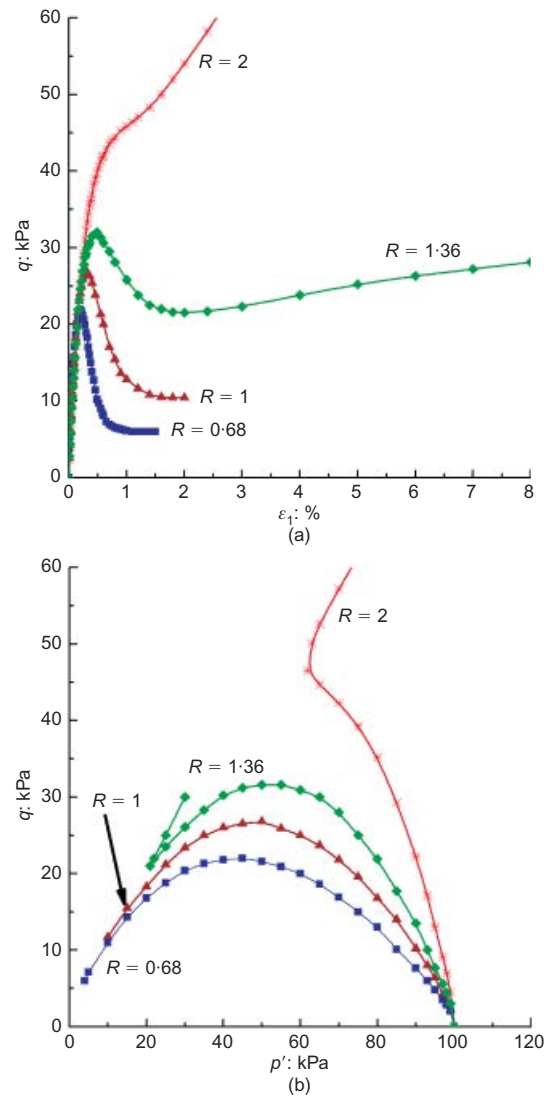 60
50
40
30
20
10
0
q: kPa
R = 2
R = 1·36
R = 1
R = 0·68
0 1 2 3 4 5 6 7 8
ε1: %
(a)
60
50
40
30
20
10
0
q: kPa
R = 2
R = 1·36
R = 1
R = 0·68
0 20 40 60 80 100 120
p′: kPa
(b)